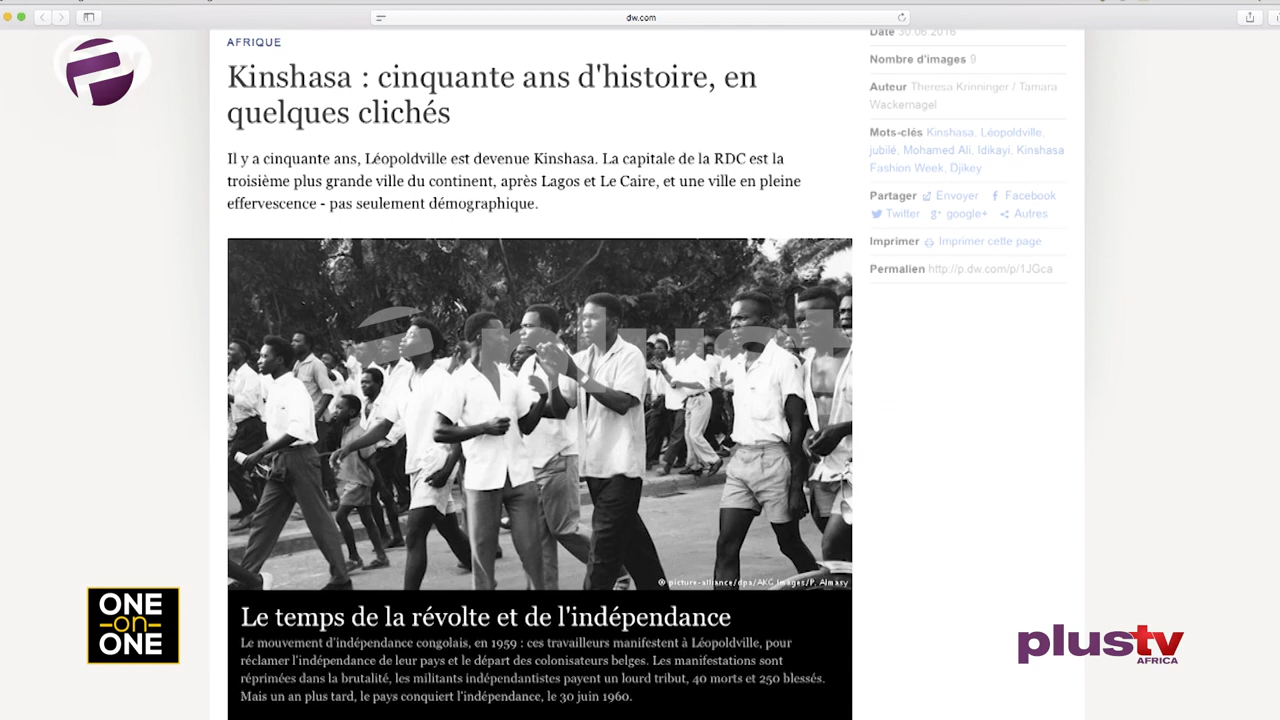 dw.com
AFRIQUE
Kinshasa : cinquante ans d'histoire, en
quelques clichés
Il y a cinquante ans, Léopoldville est devenue Kinshasa. La capitale de la RDC est la
troisième plus grande ville du continent, après Lagos et Le Caire, et une ville en pleine
effervescence - pas seulement démographique.
plust
© picture-alliance/dpa/AKG Images/P. Almasy
Le temps de la révolte et de l'indépendance
Le mouvement d'indépendance congolais, en 1959 : ces travailleurs manifestent à Léopoldville, pour
réclamer l'indépendance de leur pays et le départ des colonisateurs belges. Les manifestations sont
réprimées dans la brutalité, les militants indépendantistes payent un lourd tribut, 40 morts et 250 blessés.
Mais un an plus tard, le pays conquiert l'indépendance, le 30 juin 1960.
Date 30.06.2016
Nombre d'images 9
Auteur Theresa Krinninger / Tamara
Wackernagel
Mots-clés Kinshasa, Léopoldville,
jubilé, Mohamed Ali, Idikayi, Kinshasa
Fashion Week, Djikey
Partager Envoyer Facebook
Twitter google+ Autres
Imprimer Imprimer cette page
Permalien http://p.dw.com/p/1JGca
ONE
on
ONE
plustv
AFRICA